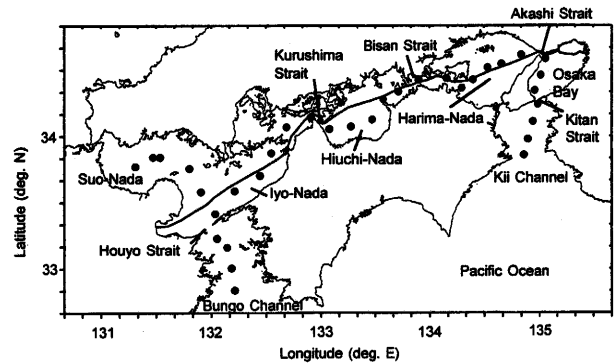 Akashi Strait
Bisan Strait
Kurushima
Strait
Osaka
Bay
Harima-Nada
Kitan
Strait
Hiuchi-Nada
Kii Channel
Suo-Nada
Iyo-Nada
Houyo Strait
Bungo Channel
Pacific Ocean
34
33
Latitude (deg. N)
131 132 133 134 135
Longitude (deg. E)